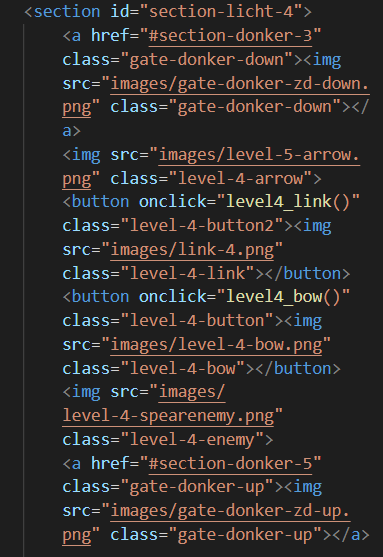 <section id="section-licht-4">
<a href="#section-donker-3"
class="gate-donker-down"><img
src="images/gate-donker-zd-down.
png" class="gate-donker-down"></
a>
<img src="images/level-5-arrow.
png" class="level-4-arrow">
<button onclick="level4_link()"
class="level-4-button2"><img
src="images/link-4.png"
class="level-4-link"></button>
<button onclick="level4_bow()"
class="level-4-button"><img
src="images/level-4-bow.png"
class="level-4-bow"></button>
<img src="images/
level-4-spearenemy.png"
class="level-4-enemy">
<a href="#section-donker-5"
class="gate-donker-up"><img
src="images/gate-donker-zd-up.
png" class="gate-donker-up"></a>